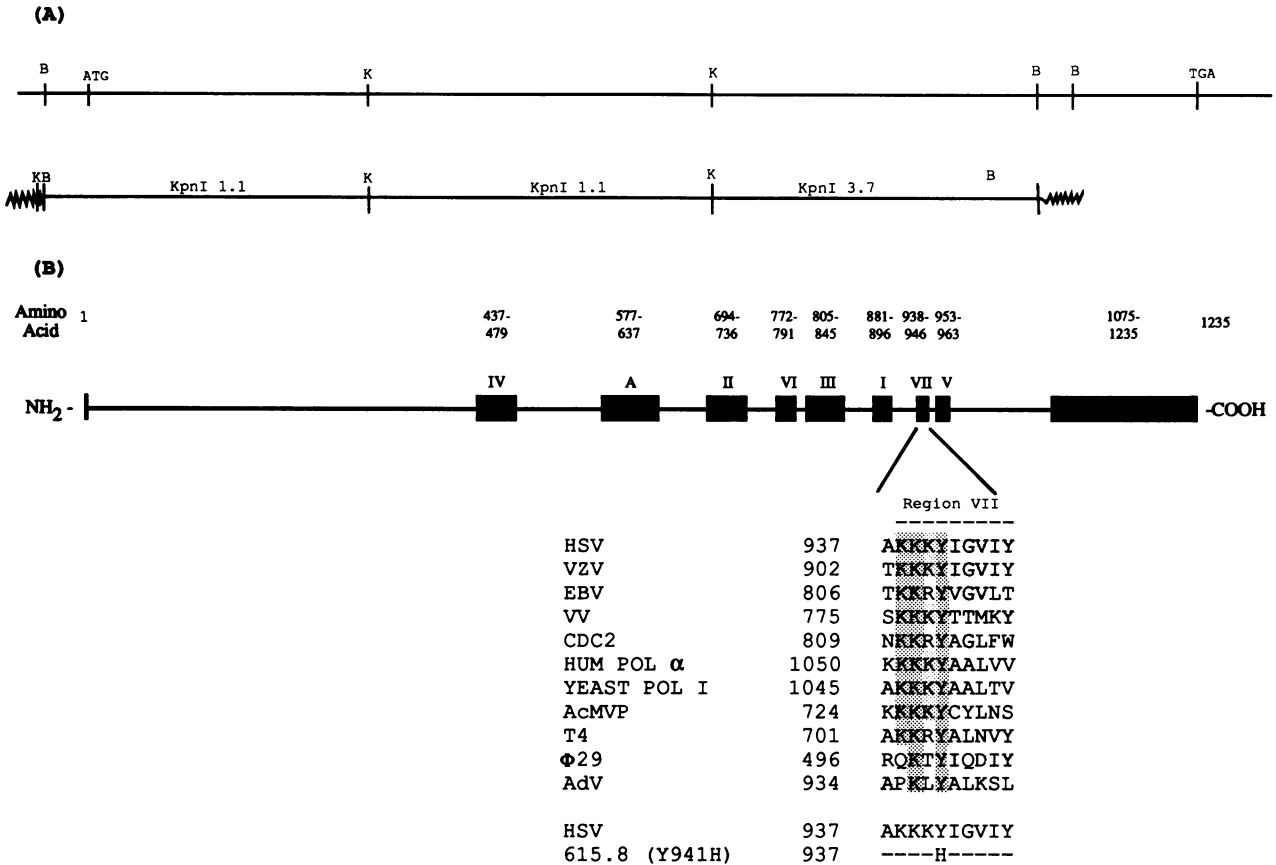 (A)
B ATG K K B B TGA
KB KpnI 1.1 K KpnI 1.1 K KpnI 3.7 B
(B)
Amino Acid 1 437-479 577-637 694-736 772-791 805-845 881-896 938-946 953-963 1075-1235 1235
IV A II VI III I VII V
NH2 - -COOH
Region VII
----------
HSV 937 AKKKYIGVIY
VZV 902 TKKKYIGVIY
EBV 806 TKKRYVGVLT
VV 775 SKKKYTTMKY
CDC2 809 NKKRYAGLFW
HUM POL α 1050 KKKKYAALVV
YEAST POL I 1045 AKKKYAALTV
AcMVP 724 KKKKYCYLNS
T4 701 AKKRYALNVY
Φ29 496 RQKTYIQDIY
AdV 934 APKLYALKSL
HSV 937 AKKKYIGVIY
615.8 (Y941H) 937 ----H-----